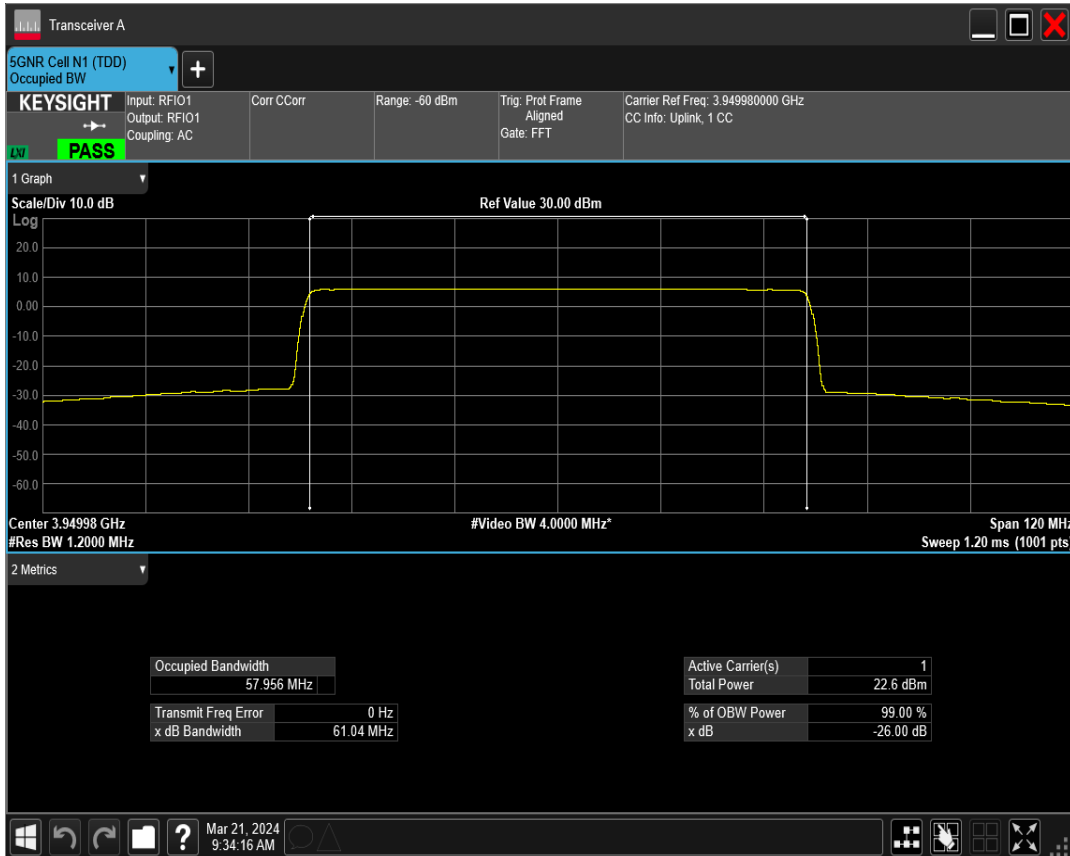 Transceiver A
5GNR Cell N1 (TDD)
Occupied BW
KEYSIGHT
LXI
PASS
Input: RFIO1
Output: RFIO1
Coupling: AC
Corr CCorr
Range: -60 dBm
Trig: Prot Frame
Aligned
Gate: FFT
Carrier Ref Freq: 3.949980000 GHz
CC Info: Uplink, 1 CC
1 Graph
Scale/Div 10.0 dB
Ref Value 30.00 dBm
Log
20.0
10.0
0.00
-10.0
-20.0
-30.0
-40.0
-50.0
-60.0
Center 3.94998 GHz
#Video BW 4.0000 MHz*
Span 120 MHz
#Res BW 1.2000 MHz
Sweep 1.20 ms (1001 pts)
2 Metrics
Occupied Bandwidth
57.956 MHz
Transmit Freq Error 0 Hz
x dB Bandwidth 61.04 MHz
Active Carrier(s) 1
Total Power 22.6 dBm
% of OBW Power 99.00 %
x dB -26.00 dB
?
Mar 21, 2024
9:34:16 AM